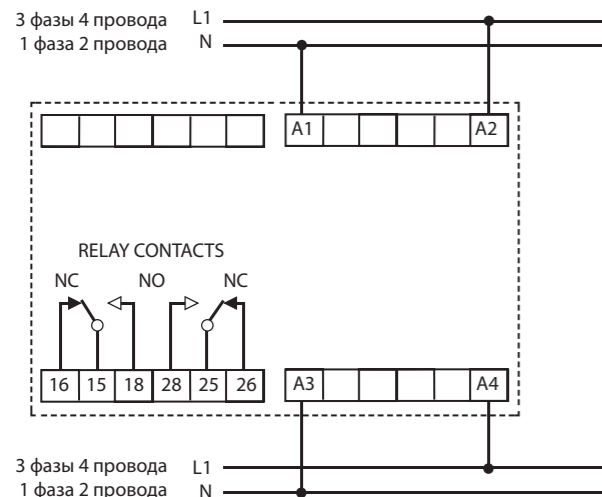 3 фазы 4 провода L1
1 фаза 2 провода N
A1 A2
RELAY CONTACTS
NC NO NC
16 15 18 28 25 26 A3 A4
3 фазы 4 провода L1
1 фаза 2 провода N